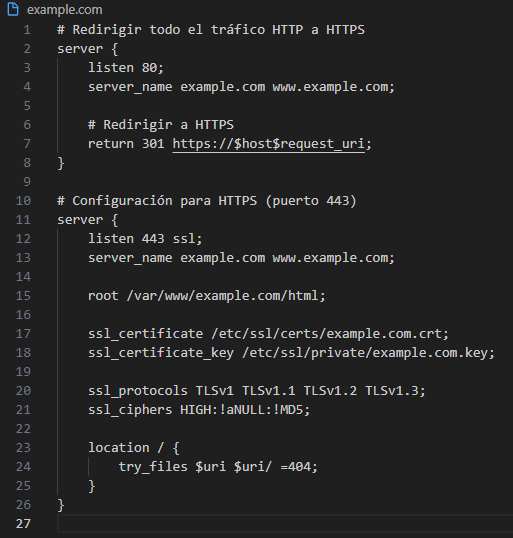 example.com
1 # Redirigir todo el tráfico HTTP a HTTPS
2 server {
3     listen 80;
4     server_name example.com www.example.com;
5
6     # Redirigir a HTTPS
7     return 301 https://$host$request_uri;
8 }
9
10 # Configuración para HTTPS (puerto 443)
11 server {
12     listen 443 ssl;
13     server_name example.com www.example.com;
14
15     root /var/www/example.com/html;
16
17     ssl_certificate /etc/ssl/certs/example.com.crt;
18     ssl_certificate_key /etc/ssl/private/example.com.key;
19
20     ssl_protocols TLSv1 TLSv1.1 TLSv1.2 TLSv1.3;
21     ssl_ciphers HIGH:!aNULL:!MD5;
22
23     location / {
24         try_files $uri $uri/ =404;
25     }
26 }
27